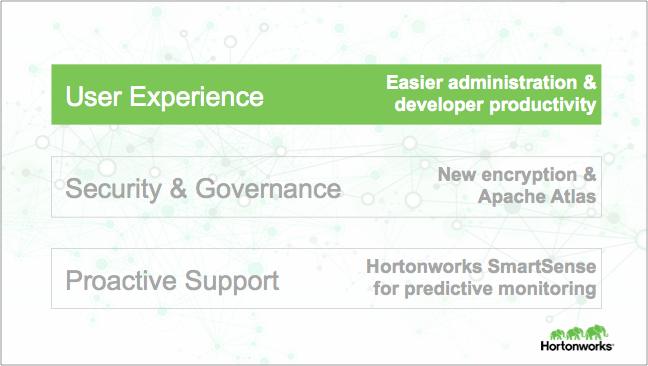 User Experience
Easier administration &
developer productivity
Security & Governance
New encryption &
Apache Atlas
Proactive Support
Hortonworks SmartSense
for predictive monitoring
Hortonworks